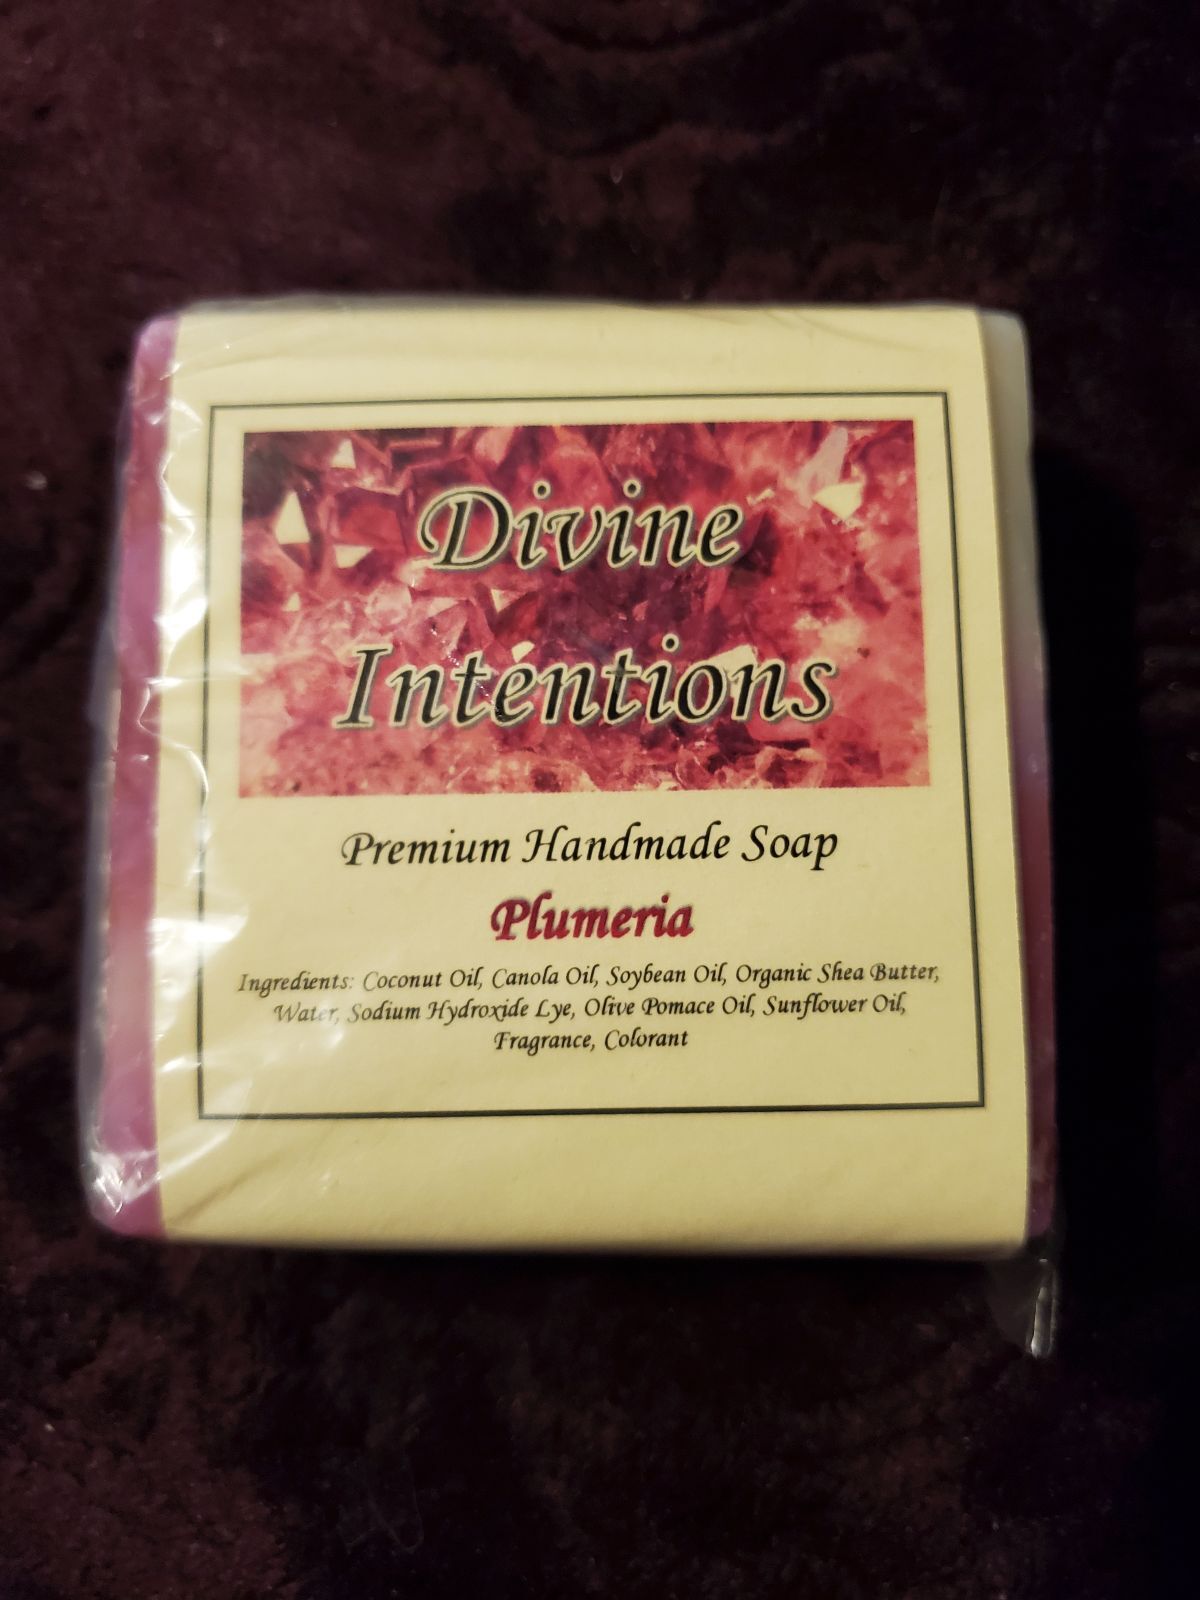 Divine
Intentions
Premium Handmade Soap
Plumeria
Ingredients: Coconut Oil, Canola Oil, Soybean Oil, Organic Shea Butter,
Water, Sodium Hydroxide Lye, Olive Pomace Oil, Sunflower Oil,
Fragrance, Colorant